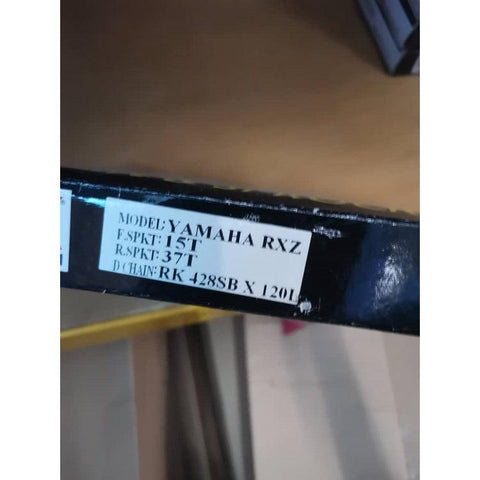 MODEL:YAMAHA RXZ
F.SPKT: 15T
R.SPKT: 37T
D CHAIN: RK 428SB X 120L